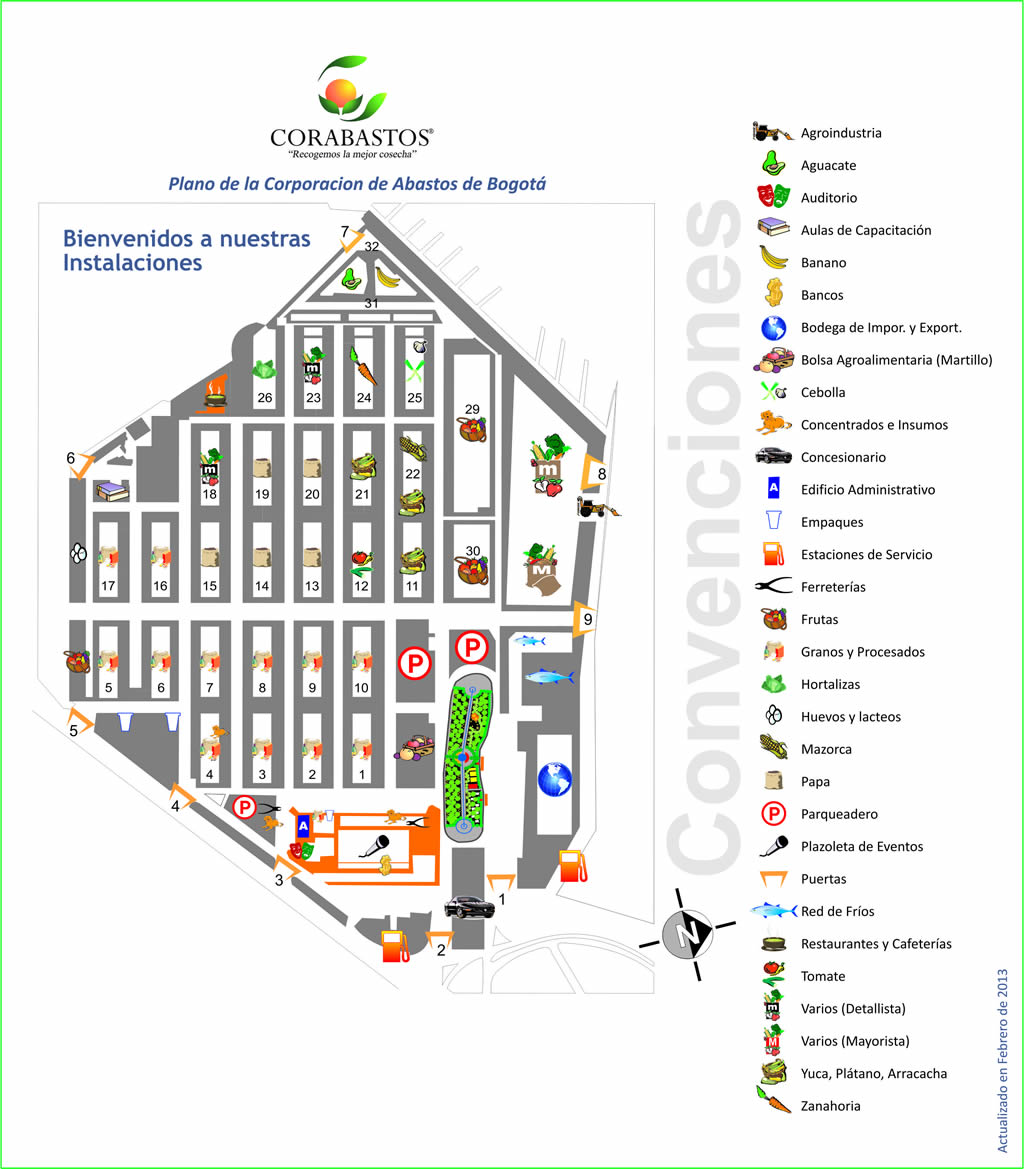 CORABASTOS®
“Recogemos la mejor cosecha”
Plano de la Corporacion de Abastos de Bogotá
Bienvenidos a nuestras
Instalaciones
7
32
31
26
23
24
25
29
6
8
18
19
20
21
22
17
16
15
14
13
12
11
30
9
5
6
7
8
9
10
P
P
5
4
3
2
1
4
P
A
3
1
2
N
m
m
m
M
Convenciones
Agroindustria
Aguacate
Auditorio
Aulas de Capacitación
Banano
Bancos
Bodega de Impor. y Export.
Bolsa Agroalimentaria (Martillo)
Cebolla
Concentrados e Insumos
Concesionario
A Edificio Administrativo
Empaques
Estaciones de Servicio
Ferreterías
Frutas
Granos y Procesados
Hortalizas
Huevos y lacteos
Mazorca
Papa
P Parqueadero
Plazoleta de Eventos
Puertas
Red de Fríos
Restaurantes y Cafeterías
Tomate
m Varios (Detallista)
M Varios (Mayorista)
Yuca, Plátano, Arracacha
Zanahoria
Actualizado en Febrero de 2013